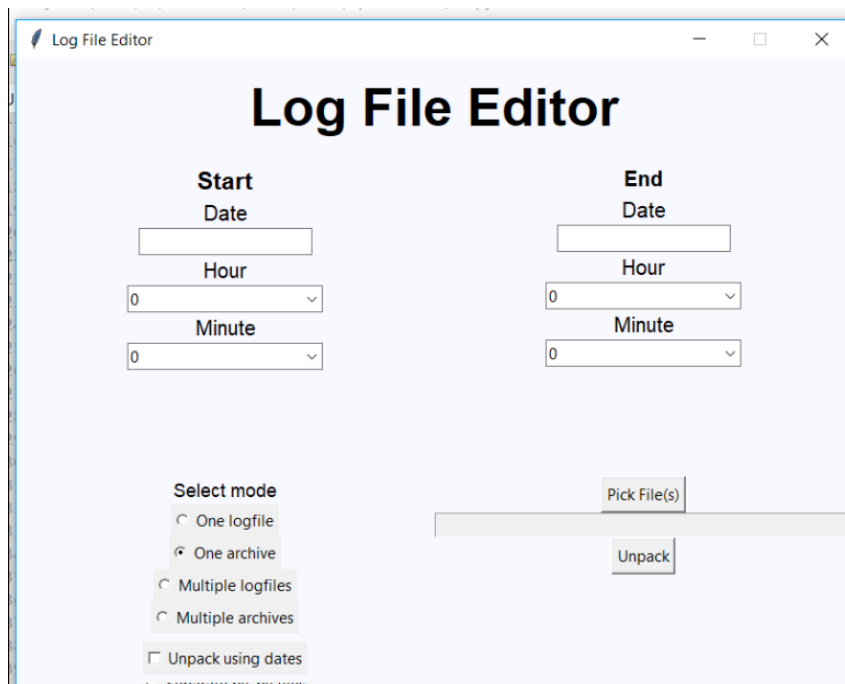 Log File Editor
Log File Editor
Start
Date
Hour
0
Minute
0
End
Date
Hour
0
Minute
0
Select mode
One logfile
One archive
Multiple logfiles
Multiple archives
Unpack using dates
Pick File(s)
Unpack